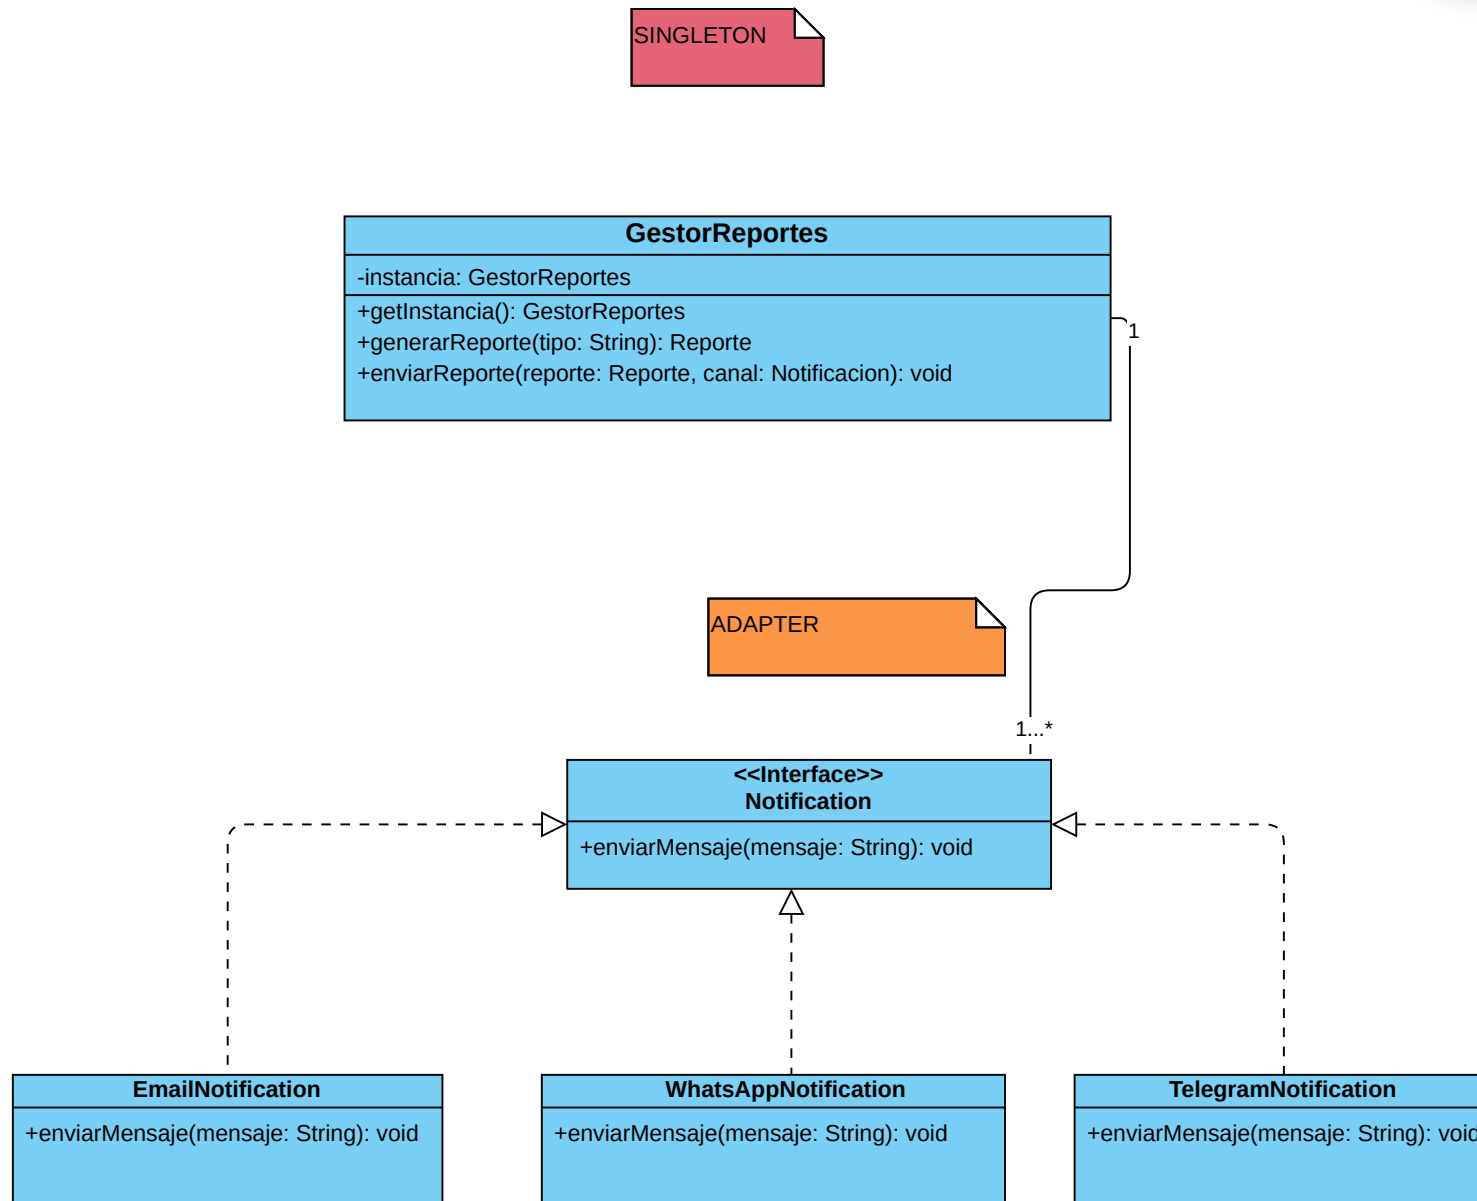 SINGLETON
GestorReportes
-instancia: GestorReportes
+getInstancia(): GestorReportes
+generarReporte(tipo: String): Reporte
+enviarReporte(reporte: Reporte, canal: Notificacion): void
1
ADAPTER
1...*
<<Interface>>
Notification
+enviarMensaje(mensaje: String): void
EmailNotification
+enviarMensaje(mensaje: String): void
WhatsAppNotification
+enviarMensaje(mensaje: String): void
TelegramNotification
+enviarMensaje(mensaje: String): void